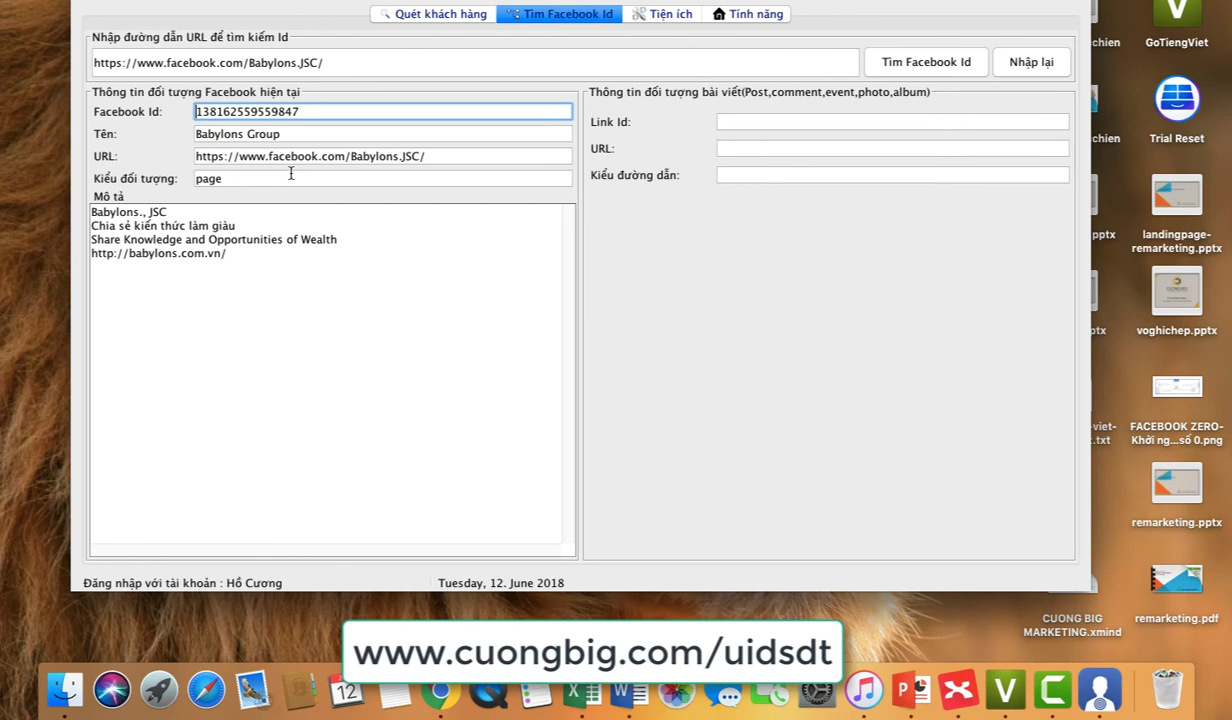 Quét khách hàng
Tìm Facebook Id
Tiện ích
Tính năng
Nhập đường dẫn URL để tìm kiếm Id
https://www.facebook.com/Babylons.JSC/
Tìm Facebook Id
Nhập lại
Thông tin đối tượng Facebook hiện tại
Facebook Id: 138162559559847
Tên: Babylons Group
URL: https://www.facebook.com/Babylons.JSC/
Kiểu đối tượng: page
Mô tả
Babylons., JSC
Chia sẻ kiến thức làm giàu
Share Knowledge and Opportunities of Wealth
http://babylons.com.vn/
Thông tin đối tượng bài viết(Post,comment,event,photo,album)
Link Id:
URL:
Kiểu đường dẫn:
Đăng nhập với tài khoản : Hồ Cương
Tuesday, 12. June 2018
chien
GoTiengViet
chien
Trial Reset
pptx
landingpage-
remarketing.pptx
ptx
voghichep.pptx
-viet-
t.txt
FACEBOOK ZERO-
Khởi ng...số 0.png
remarketing.pptx
CUONG BIG
MARKETING.xmind
remarketing.pdf
www.cuongbig.com/uidsdt
12